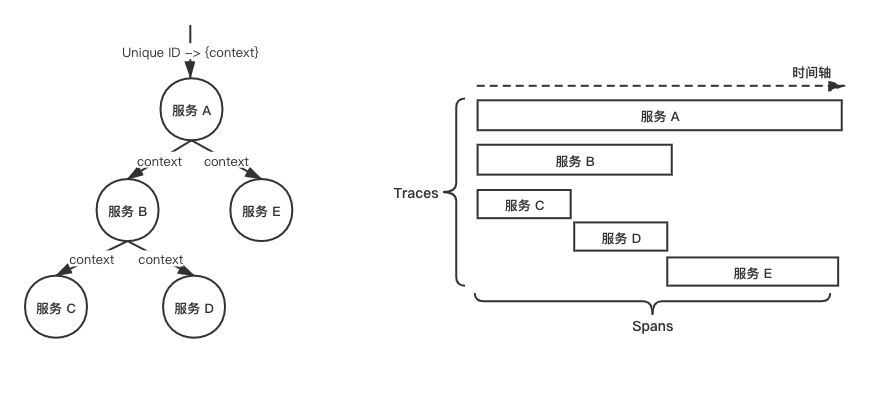 Unique ID –> {context}
服务 A
context
context
服务 B
服务 E
context
context
服务 C
服务 D
时间轴
服务 A
服务 B
Traces
服务 C
服务 D
服务 E
Spans